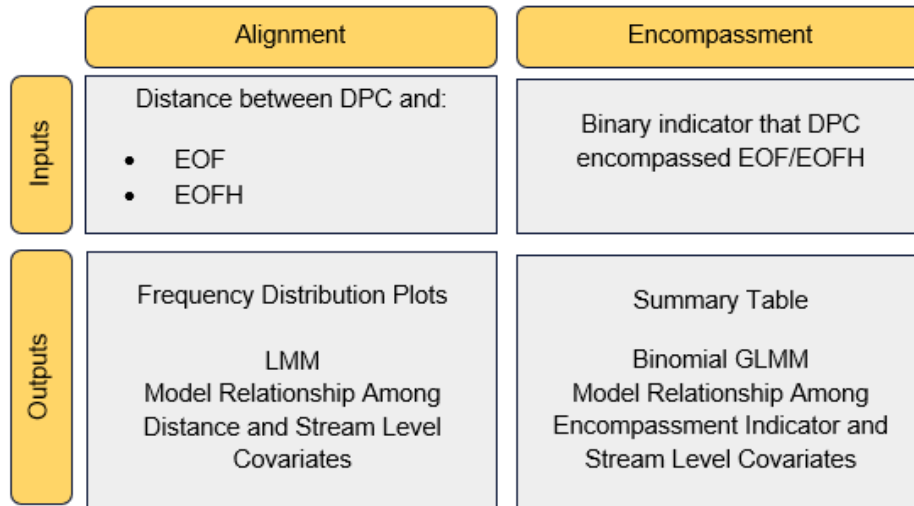 Alignment
Encompassment
Inputs
Distance between DPC and:
• EOF
• EOFH
Binary indicator that DPC
encompassed EOF/EOFH
Outputs
Frequency Distribution Plots
LMM
Model Relationship Among
Distance and Stream Level
Covariates
Summary Table
Binomial GLMM
Model Relationship Among
Encompassment Indicator and
Stream Level Covariates